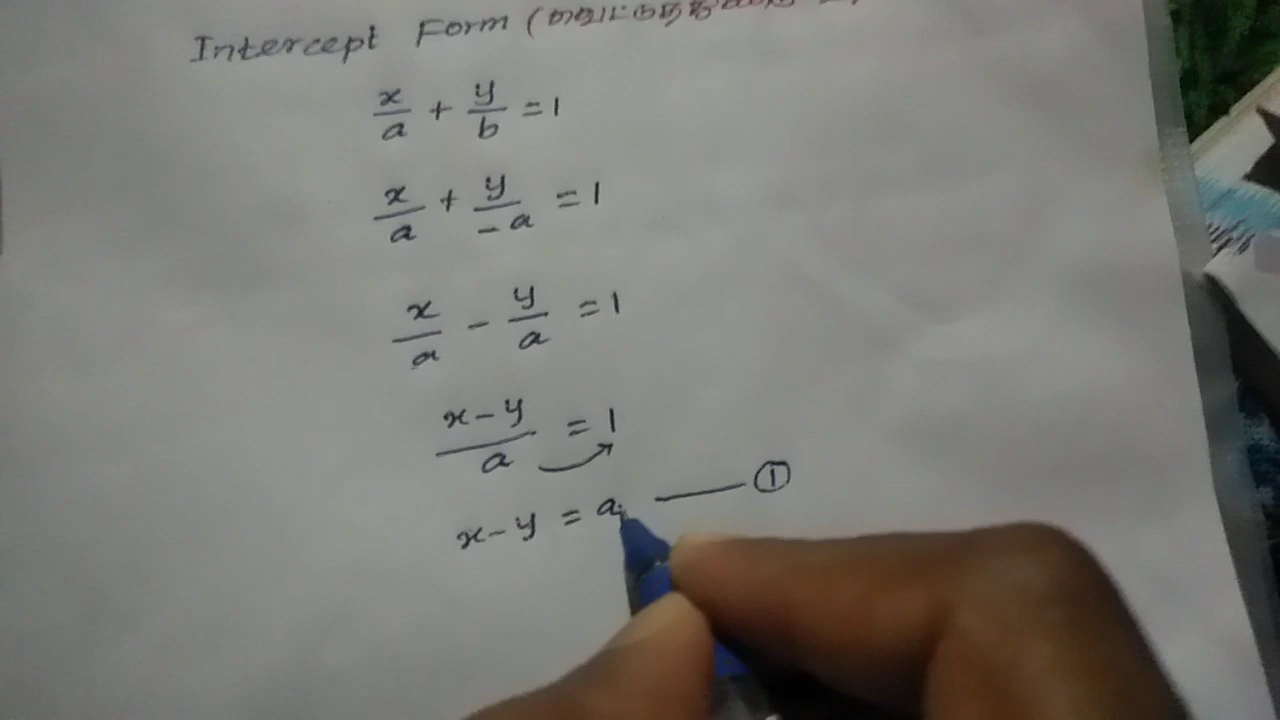 Intercept Form (வெட்டுத்துண்டு
x/a + y/b = 1
x/a + y/-a = 1
x/a - y/a = 1
x-y/a = 1
x-y = a ①